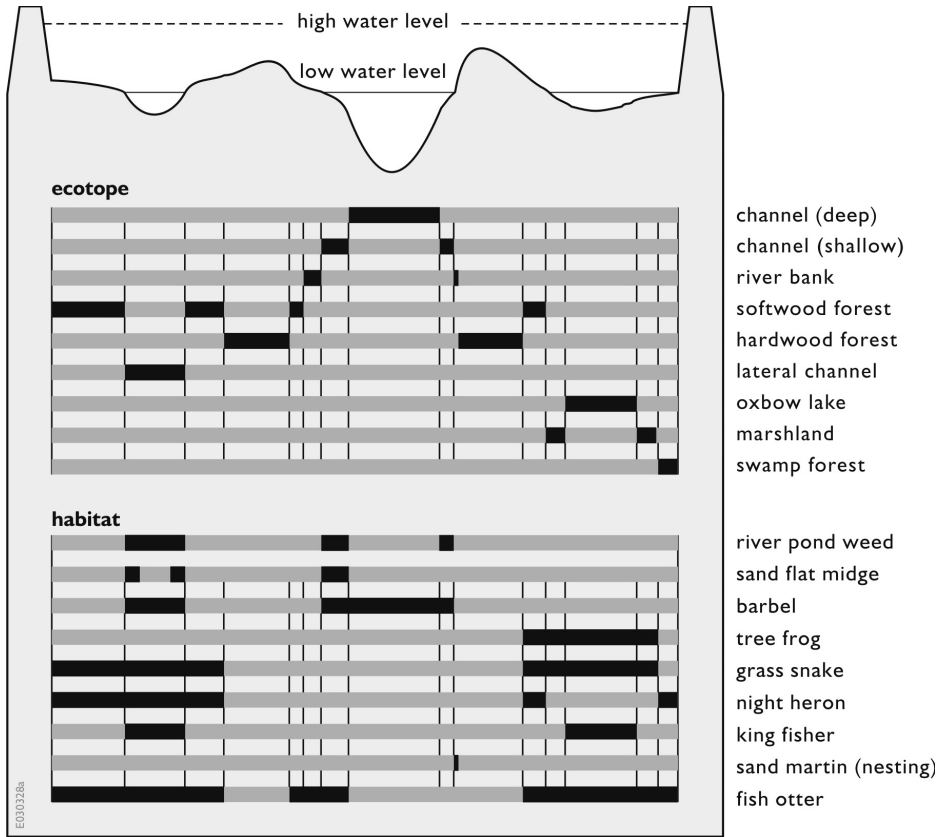 high water level
low water level
ecotope
channel (deep)
channel (shallow)
river bank
softwood forest
hardwood forest
lateral channel
oxbow lake
marshland
swamp forest
habitat
river pond weed
sand flat midge
barbel
tree frog
grass snake
night heron
king fisher
sand martin (nesting)
fish otter
E030328a